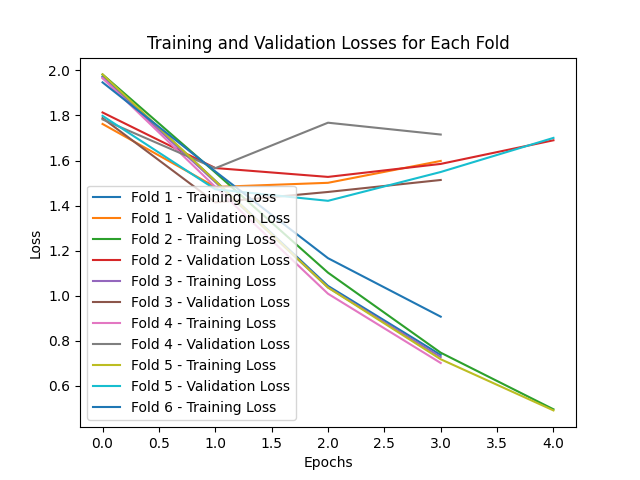 Training and Validation Losses for Each Fold
Loss
2.0
1.8
1.6
1.4
1.2
1.0
0.8
0.6
Fold 1 - Training Loss
Fold 1 - Validation Loss
Fold 2 - Training Loss
Fold 2 - Validation Loss
Fold 3 - Training Loss
Fold 3 - Validation Loss
Fold 4 - Training Loss
Fold 4 - Validation Loss
Fold 5 - Training Loss
Fold 5 - Validation Loss
Fold 6 - Training Loss
0.0 0.5 1.0 1.5 2.0 2.5 3.0 3.5 4.0
Epochs